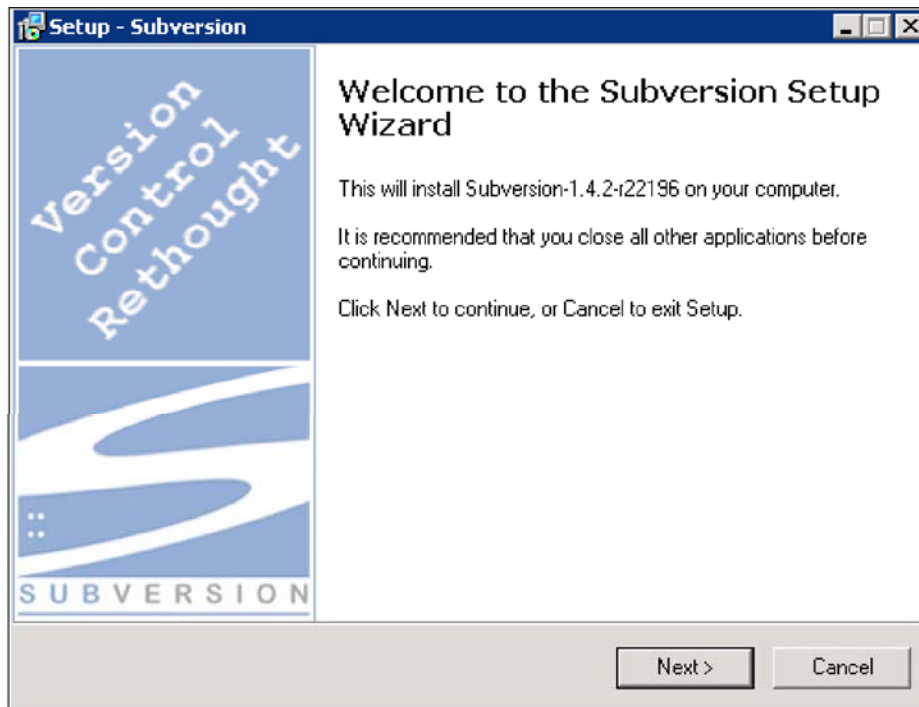 Setup - Subversion
Version
Control
Rethought
SUBVERSION
Welcome to the Subversion Setup
Wizard
This will install Subversion-1.4.2-r22196 on your computer.
It is recommended that you close all other applications before
continuing.
Click Next to continue, or Cancel to exit Setup.
Next >
Cancel